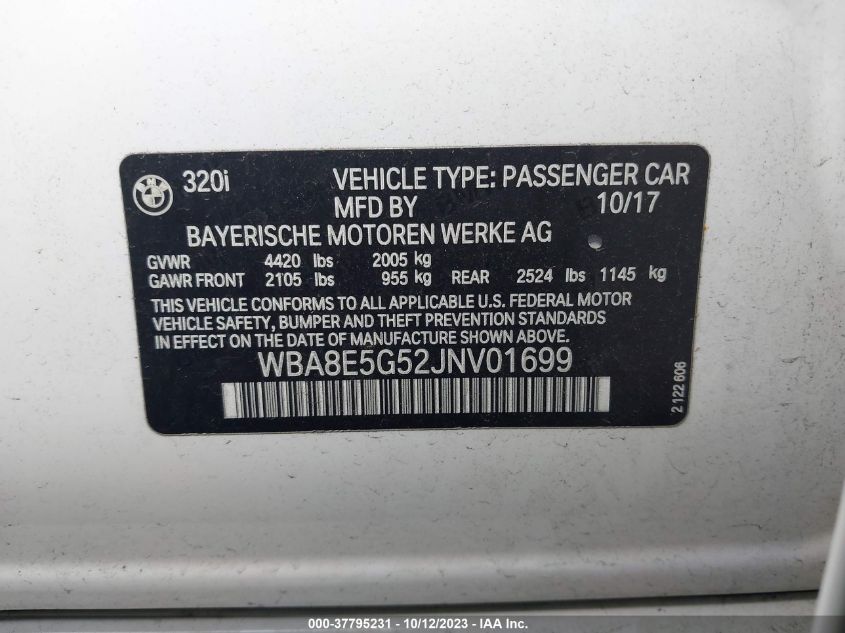 BMW 320i VEHICLE TYPE: PASSENGER CAR
MFD BY 10/17
BAYERISCHE MOTOREN WERKE AG
GVWR 4420 lbs 2005 kg
GAWR FRONT 2105 lbs 955 kg REAR 2524 lbs 1145 kg
THIS VEHICLE CONFORMS TO ALL APPLICABLE U.S. FEDERAL MOTOR
VEHICLE SAFETY, BUMPER AND THEFT PREVENTION STANDARDS
IN EFFECT ON THE DATE OF MANUFACTURE SHOWN ABOVE.
WBA8E5G52JNV01699
2 122 606
000-37795231 - 10/12/2023 - IAA